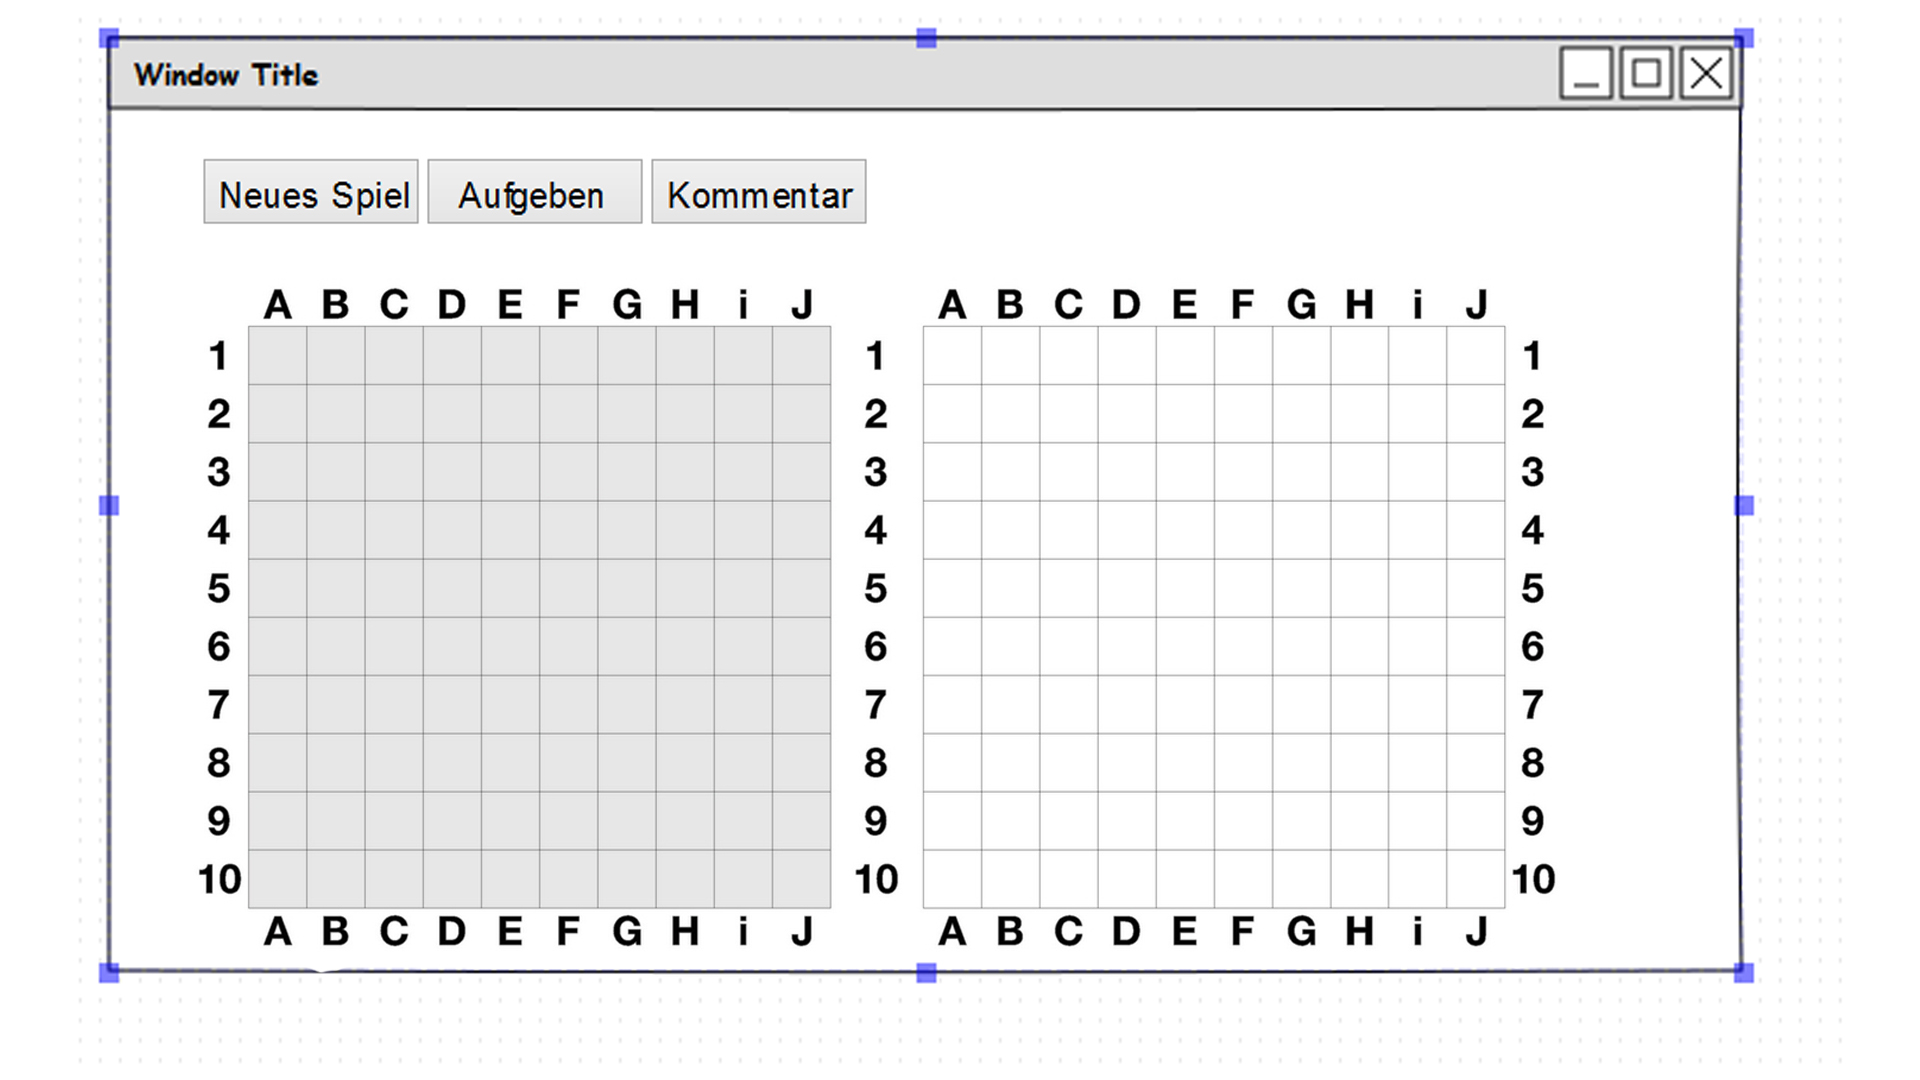 Window Title
Neues Spiel Aufgeben Kommentar
A B C D E F G H i J A B C D E F G H i J
1 1 1
2 2 2
3 3 3
4 4 4
5 5 5
6 6 6
7 7 7
8 8 8
9 9 9
10 10 10
A B C D E F G H i J A B C D E F G H i J